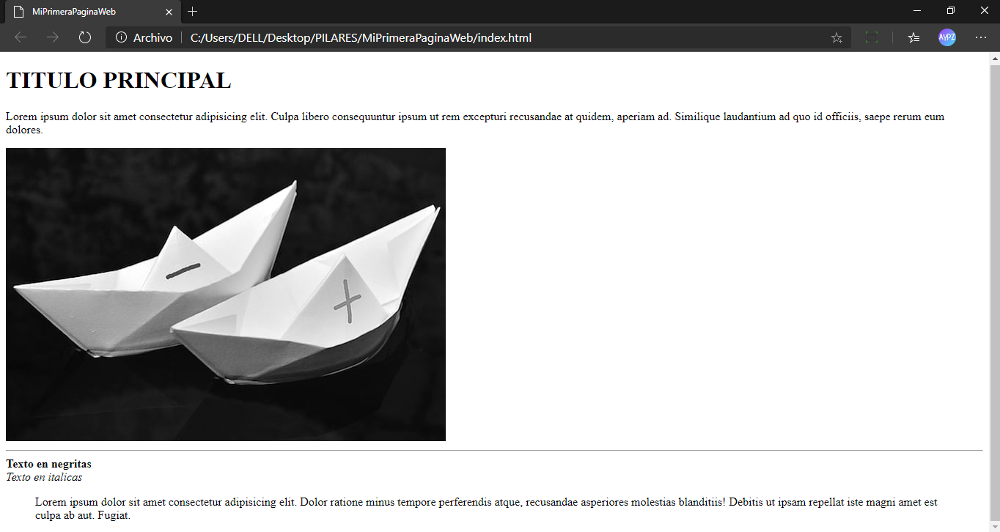 MiPrimeraPaginaWeb
Archivo
C:/Users/DELL/Desktop/PILARES/MiPrimeraPaginaWeb/index.html
AYPZ
TITULO PRINCIPAL
Lorem ipsum dolor sit amet consectetur adipisicing elit. Culpa libero consequuntur ipsum ut rem excepturi recusandae at quidem, aperiam ad. Similique laudantium ad quo id officiis, saepe rerum eum
dolores.
− +
Texto en negritas
Texto en italicas
Lorem ipsum dolor sit amet consectetur adipisicing elit. Dolor ratione minus tempore perferendis atque, recusandae asperiores molestias blanditiis! Debitis ut ipsam repellat iste magni amet est
culpa ab aut. Fugiat.